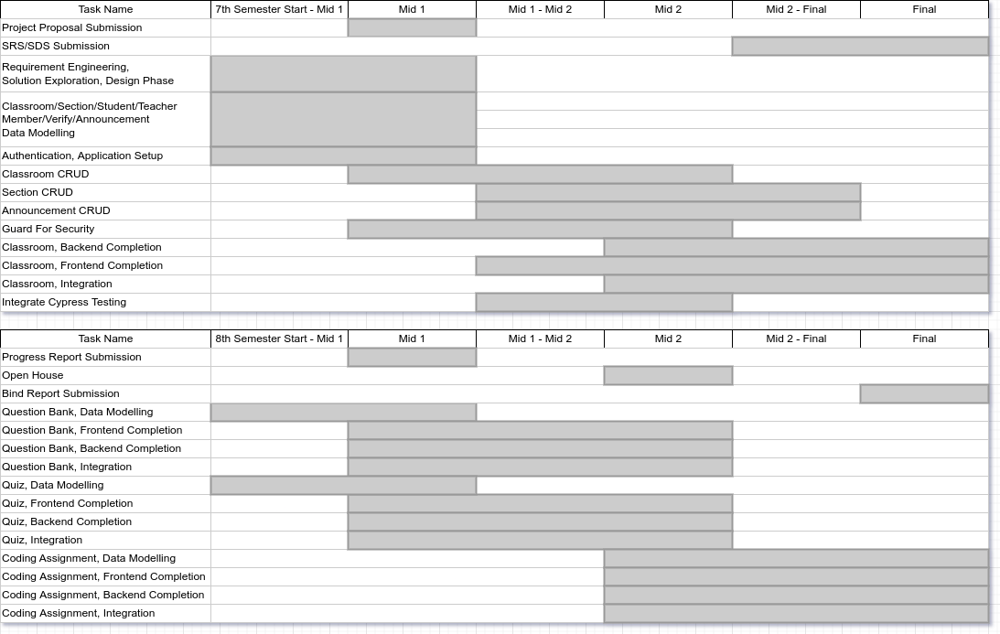 Task Name 7th Semester Start - Mid 1 Mid 1 Mid 1 - Mid 2 Mid 2 Mid 2 - Final Final
Project Proposal Submission
SRS/SDS Submission
Requirement Engineering,
Solution Exploration, Design Phase
Classroom/Section/Student/Teacher
Member/Verify/Announcement
Data Modelling
Authentication, Application Setup
Classroom CRUD
Section CRUD
Announcement CRUD
Guard For Security
Classroom, Backend Completion
Classroom, Frontend Completion
Classroom, Integration
Integrate Cypress Testing
Task Name 8th Semester Start - Mid 1 Mid 1 Mid 1 - Mid 2 Mid 2 Mid 2 - Final Final
Progress Report Submission
Open House
Bind Report Submission
Question Bank, Data Modelling
Question Bank, Frontend Completion
Question Bank, Backend Completion
Question Bank, Integration
Quiz, Data Modelling
Quiz, Frontend Completion
Quiz, Backend Completion
Quiz, Integration
Coding Assignment, Data Modelling
Coding Assignment, Frontend Completion
Coding Assignment, Backend Completion
Coding Assignment, Integration